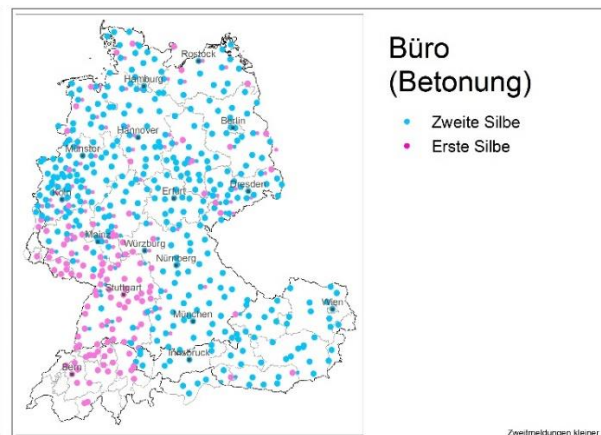 Büro
(Betonung)
Zweite Silbe
Erste Silbe
Rostock
Hamburg
Berlin
Hannover
Münster
Köln
Erfurt
Dresden
Mainz
Würzburg
Nürnberg
Stuttgart
München
Wien
Innsbruck
Bern
Zweitmeldungen kleiner